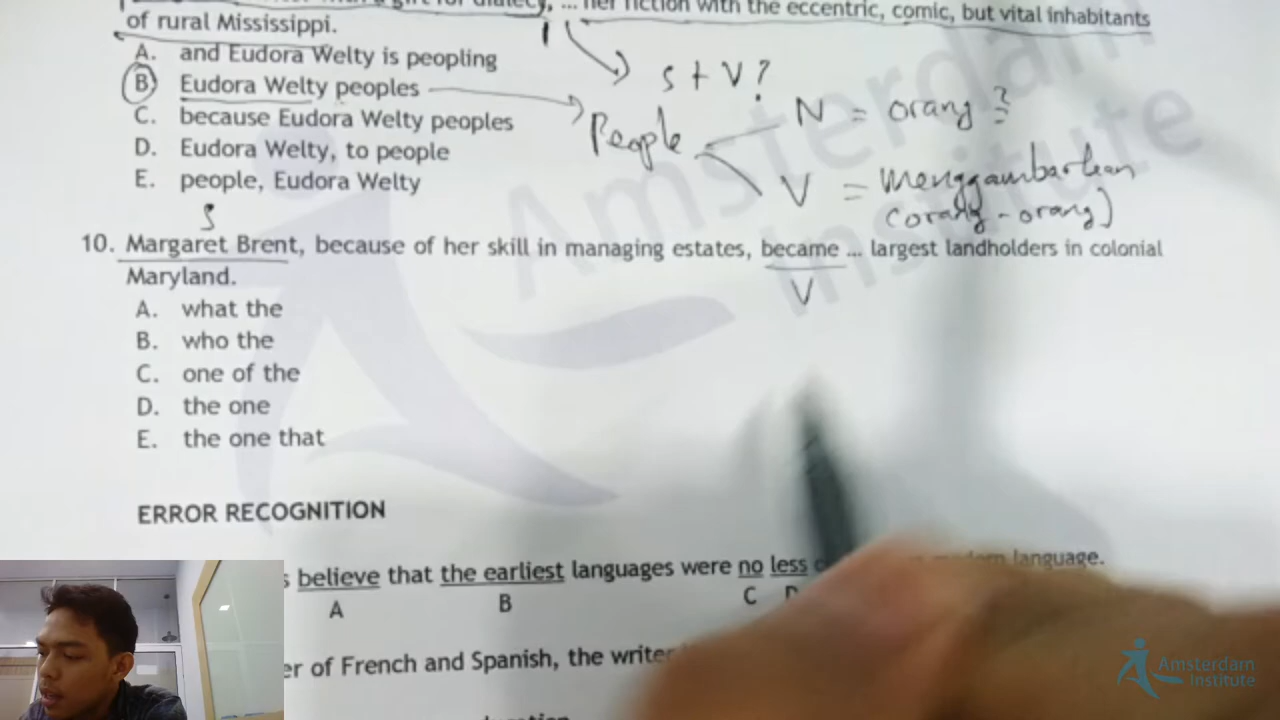 her fiction with the eccentric, comic, but vital inhabitants
of rural Mississippi.
A. and Eudora Welty is peopling
B. Eudora Welty peoples
C. because Eudora Welty peoples
D. Eudora Welty, to people
E. people, Eudora Welty
S + V?
People
N = orang ?
V = menggambarkan
(orang - orang)
S
10. Margaret Brent, because of her skill in managing estates, became ... largest landholders in colonial
V
Maryland.
A. what the
B. who the
C. one of the
D. the one
E. the one that
ERROR RECOGNITION
believe that the earliest languages were no less
language.
A B C D
of French and Spanish, the writer
Amsterdam
Institute
Amsterdam
Institute